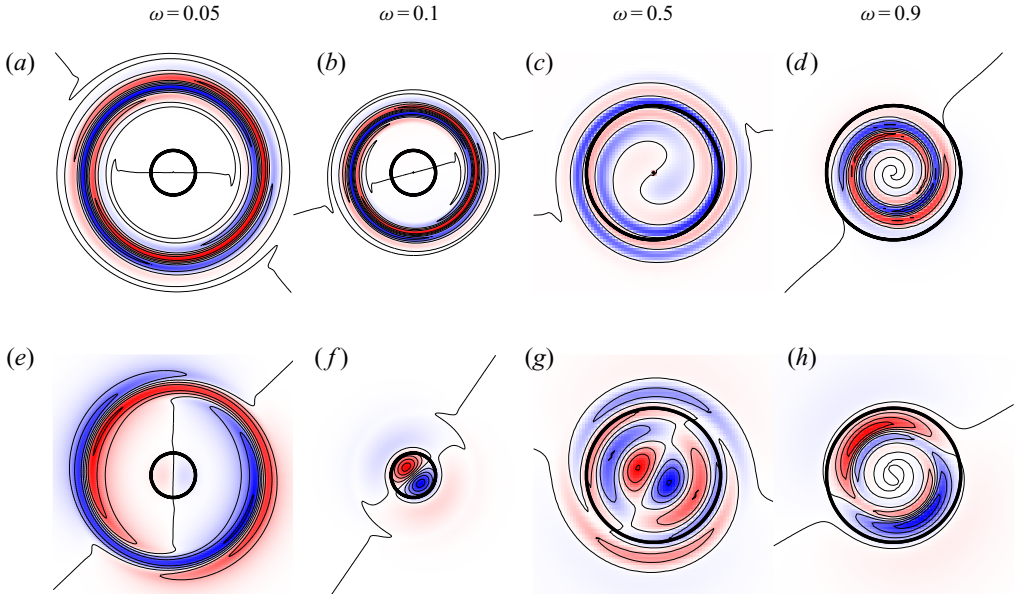 ω = 0.05 ω = 0.1 ω = 0.5 ω = 0.9
(a) (b) (c) (d)
(e) (f) (g) (h)